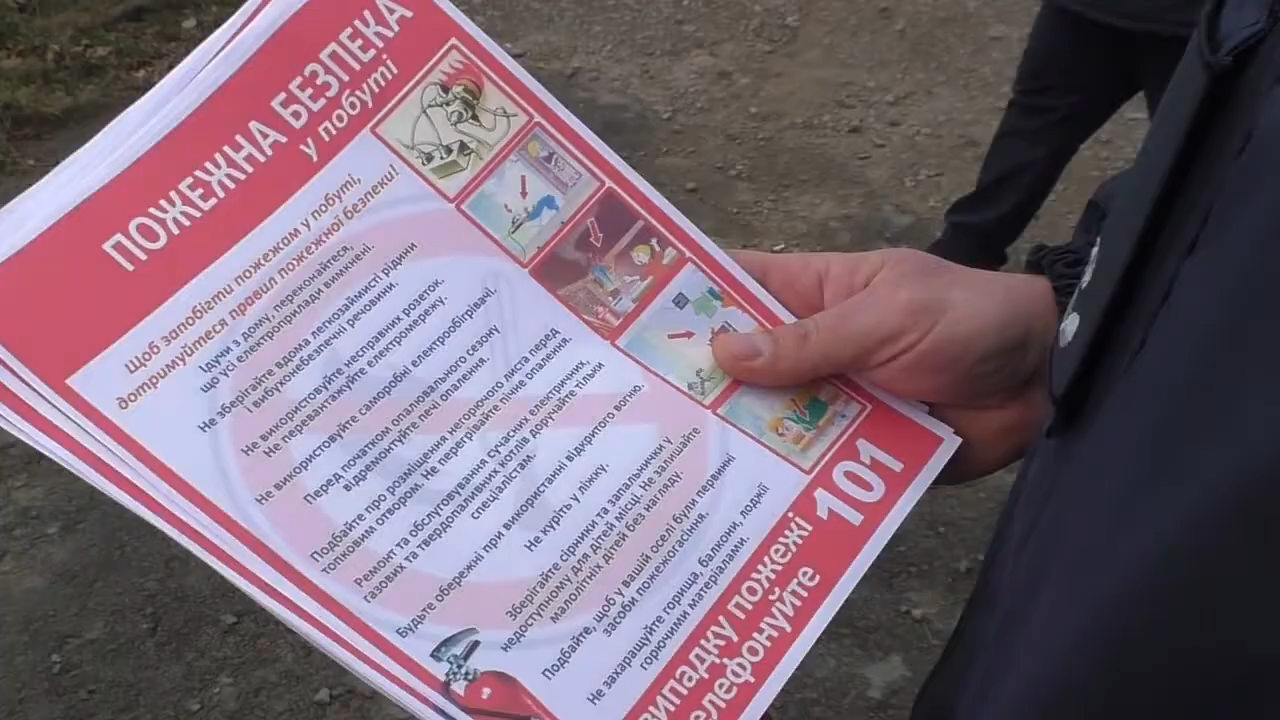 ПОЖЕЖНА БЕЗПЕКА
у побуті
Щоб запобігти пожежам у побуті,
дотримуйтеся правил пожежної безпеки!
Ідучи з дому, переконайтеся,
що усі електроприлади вимкнені.
Не зберігайте вдома легкозаймисті рідини
і вибухонебезпечні речовини.
Не використовуйте несправних розеток.
Не перевантажуйте електромережу.
Не використовуйте саморобні електрообігрівачі.
Перед початком опалювального сезону
відремонтуйте печі опалення.
Подбайте про розміщення негорючого листа перед
топковим отвором. Не перегрівайте пічне опалення.
Ремонт та обслуговування сучасних електричних,
газових та твердопаливних котлів доручайте тільки
спеціалістам.
Будьте обережні при використанні відкритого вогню.
Не куріть у ліжку.
Зберігайте сірники та запальнички у
недоступному для дітей місці. Не залишайте
малолітніх дітей без нагляду.
Подбайте, щоб у вашій оселі були первинні
засоби пожежогасіння.
Не захаращуйте горища, балкони, лоджії
горючими матеріалами.
випадку пожежі
елефонуйте
101